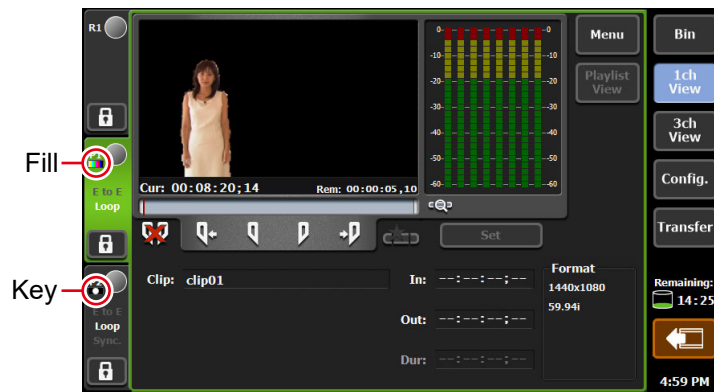 Fill
Key
R1
E to E
Loop
E to E
Loop
Sync.
Cur: 00:08:20;14
Rem: 00:00:05,10
0
-10
-20
-30
-40
-50
-60
0
-10
-20
-30
-40
-50
-60
Menu
Playlist
View
Set
Clip: clip01
In: --:--:--;--
Out: --:--:--;--
Dur: --:--:--;--
Format
1440x1080
59.94i
Bin
1ch
View
3ch
View
Config.
Transfer
Remaining:
14:25
4:59 PM